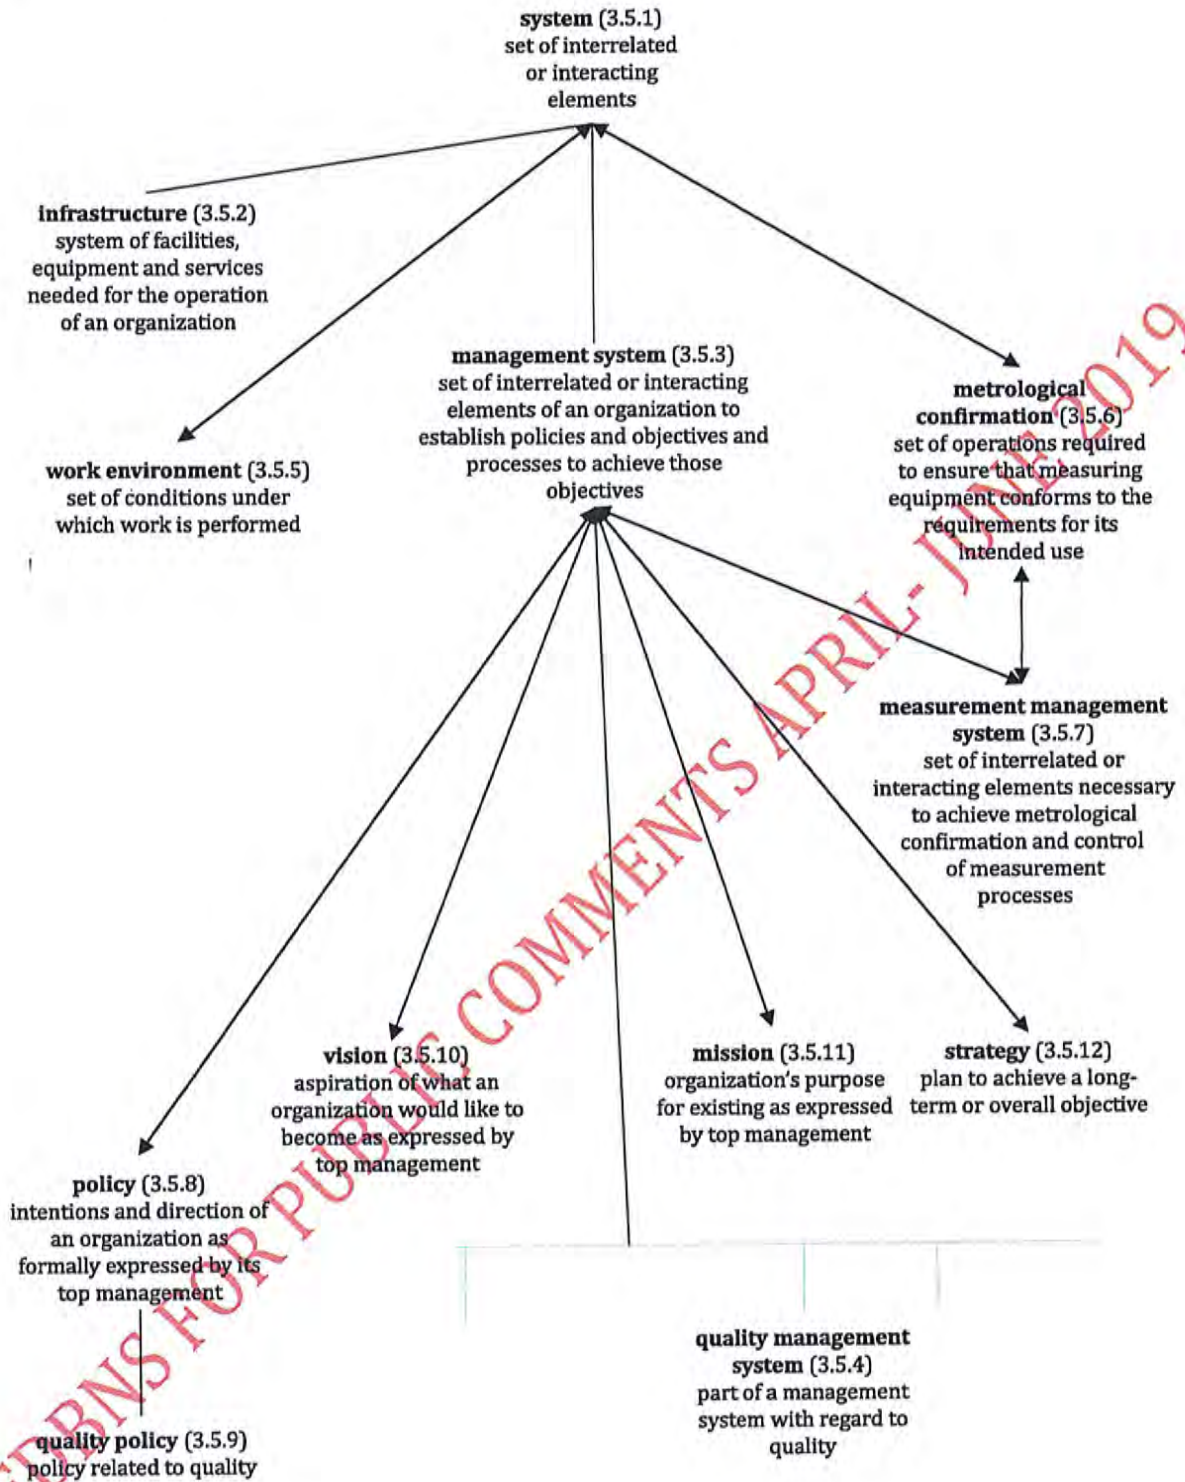 system (3.5.1)
set of interrelated
or interacting
elements
infrastructure (3.5.2)
system of facilities,
equipment and services
needed for the operation
of an organization
management system (3.5.3)
set of interrelated or interacting
elements of an organization to
establish policies and objectives and
processes to achieve those
objectives
metrological
confirmation (3.5.6)
set of operations required
to ensure that measuring
equipment conforms to the
requirements for its
intended use
work environment (3.5.5)
set of conditions under
which work is performed
measurement management
system (3.5.7)
set of interrelated or
interacting elements necessary
to achieve metrological
confirmation and control
of measurement
processes
vision (3.5.10)
aspiration of what an
organization would like to
become as expressed by
top management
mission (3.5.11)
organization's purpose
for existing as expressed
by top management
strategy (3.5.12)
plan to achieve a long-
term or overall objective
policy (3.5.8)
intentions and direction of
an organization as
formally expressed by its
top management
quality management
system (3.5.4)
part of a management
system with regard to
quality
quality policy (3.5.9)
policy related to quality
FDBNS FOR PUBLIC COMMENTS APRIL- JUNE 2019